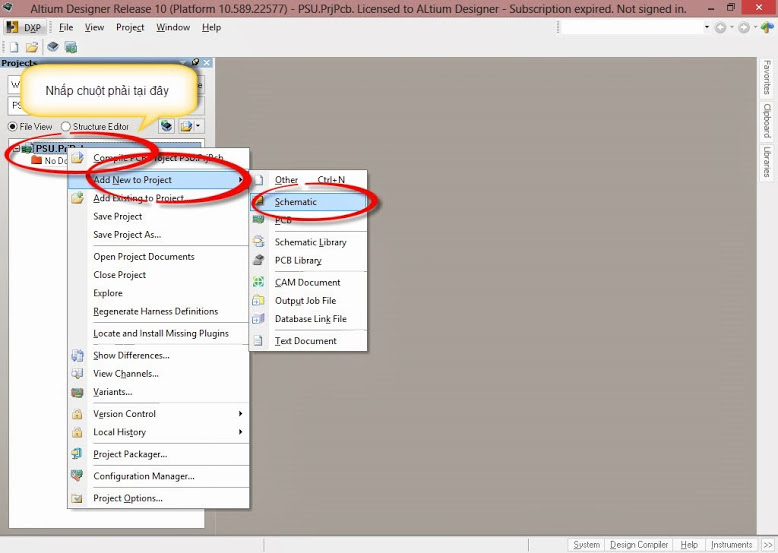 Altium Designer Release 10 (Platform 10.589.22577) - PSU.PrjPcb. Licensed to ALtium Designer - Subscription expired. Not signed in.
DXP File View Project Window Help
Projects
Nhấp chuột phải tại đây
File View Structure Editor
PSU.PrjPcb
No Do
Compile PCB Project PSU.PrjPcb
Add New to Project
Add Existing to Project...
Save Project
Save Project As...
Open Project Documents
Close Project
Explore
Regenerate Harness Definitions
Locate and Install Missing Plugins
Show Differences...
View Channels...
Variants...
Version Control
Local History
Project Packager...
Configuration Manager...
Project Options...
Other Ctrl+N
Schematic
PCB
Schematic Library
PCB Library
CAM Document
Output Job File
Database Link File
Text Document
Favorites
Clipboard
Libraries
System Design Compiler Help Instruments >>